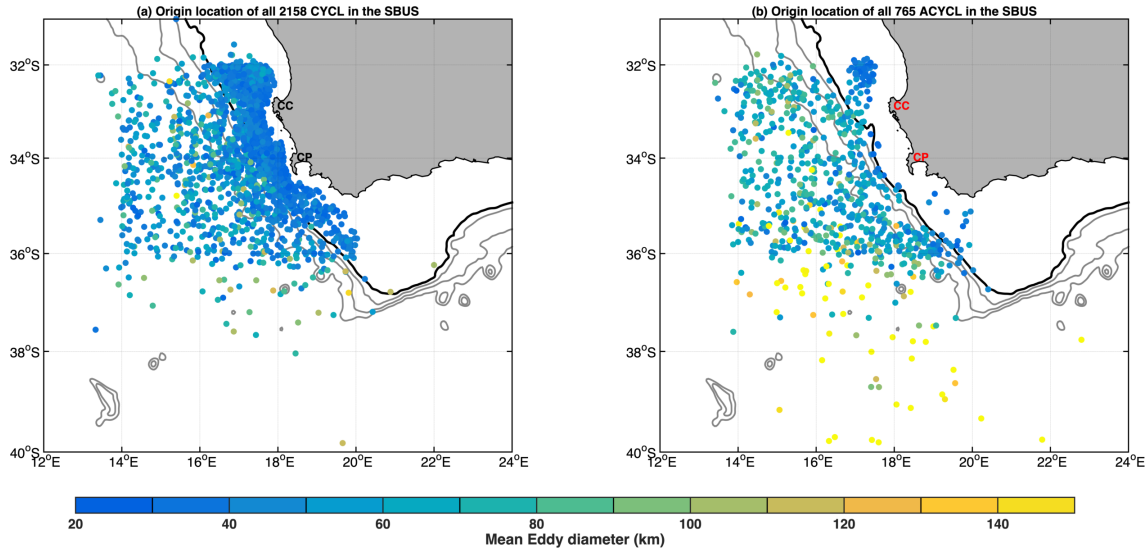 (a) Origin location of all 2158 CYCL in the SBUS
(b) Origin location of all 765 ACYCL in the SBUS
32°S
34°S
36°S
38°S
40°S
12°E 14°E 16°E 18°E 20°E 22°E 24°E
CC
CP
32°S
34°S
36°S
38°S
40°S
12°E 14°E 16°E 18°E 20°E 22°E 24°E
CC
CP
20 40 60 80 100 120 140
Mean Eddy diameter (km)